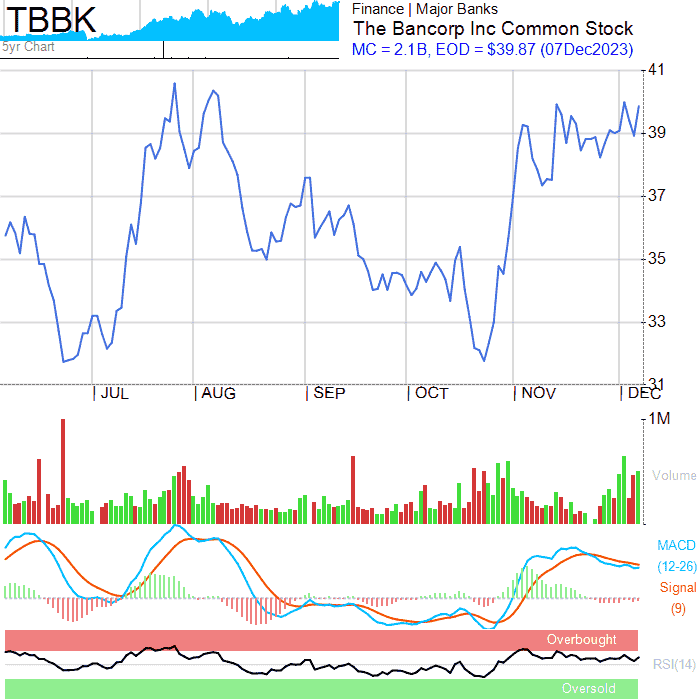 TBBK
5yr Chart
Finance | Major Banks
The Bancorp Inc Common Stock
MC = 2.1B, EOD = $39.87 (07Dec2023)
41
39
37
35
33
31
JUL
AUG
SEP
OCT
NOV
DEC
1M
Volume
MACD
(12-26)
Signal
(9)
Overbought
RSI(14)
Oversold